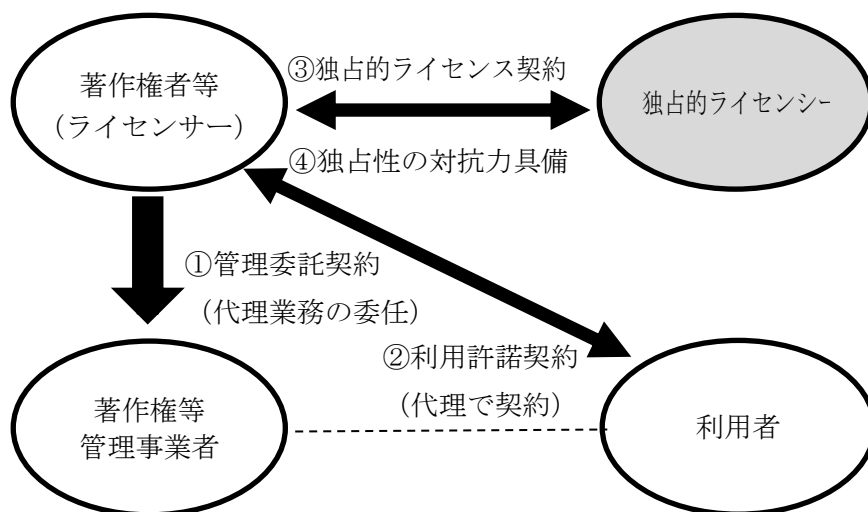 著作権者等
(ライセンサー)
③独占的ライセンス契約
④独占性の対抗力具備
独占的ライセンシー
①管理委託契約
(代理業務の委任)
②利用許諾契約
(代理で契約)
著作権等
管理事業者
利用者